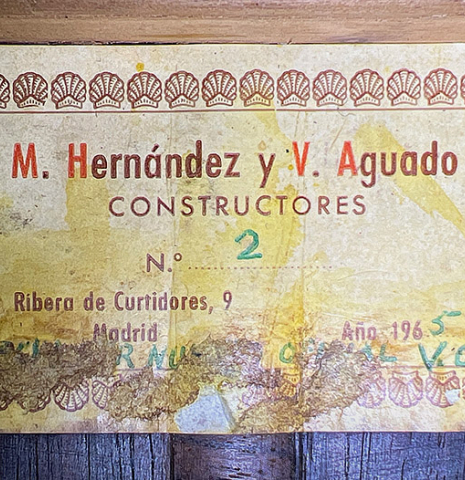 M. Hernández y V. Aguado
CONSTRUCTORES
N.º 2
Ribera de Curtidores, 9
Madrid
Año 1965